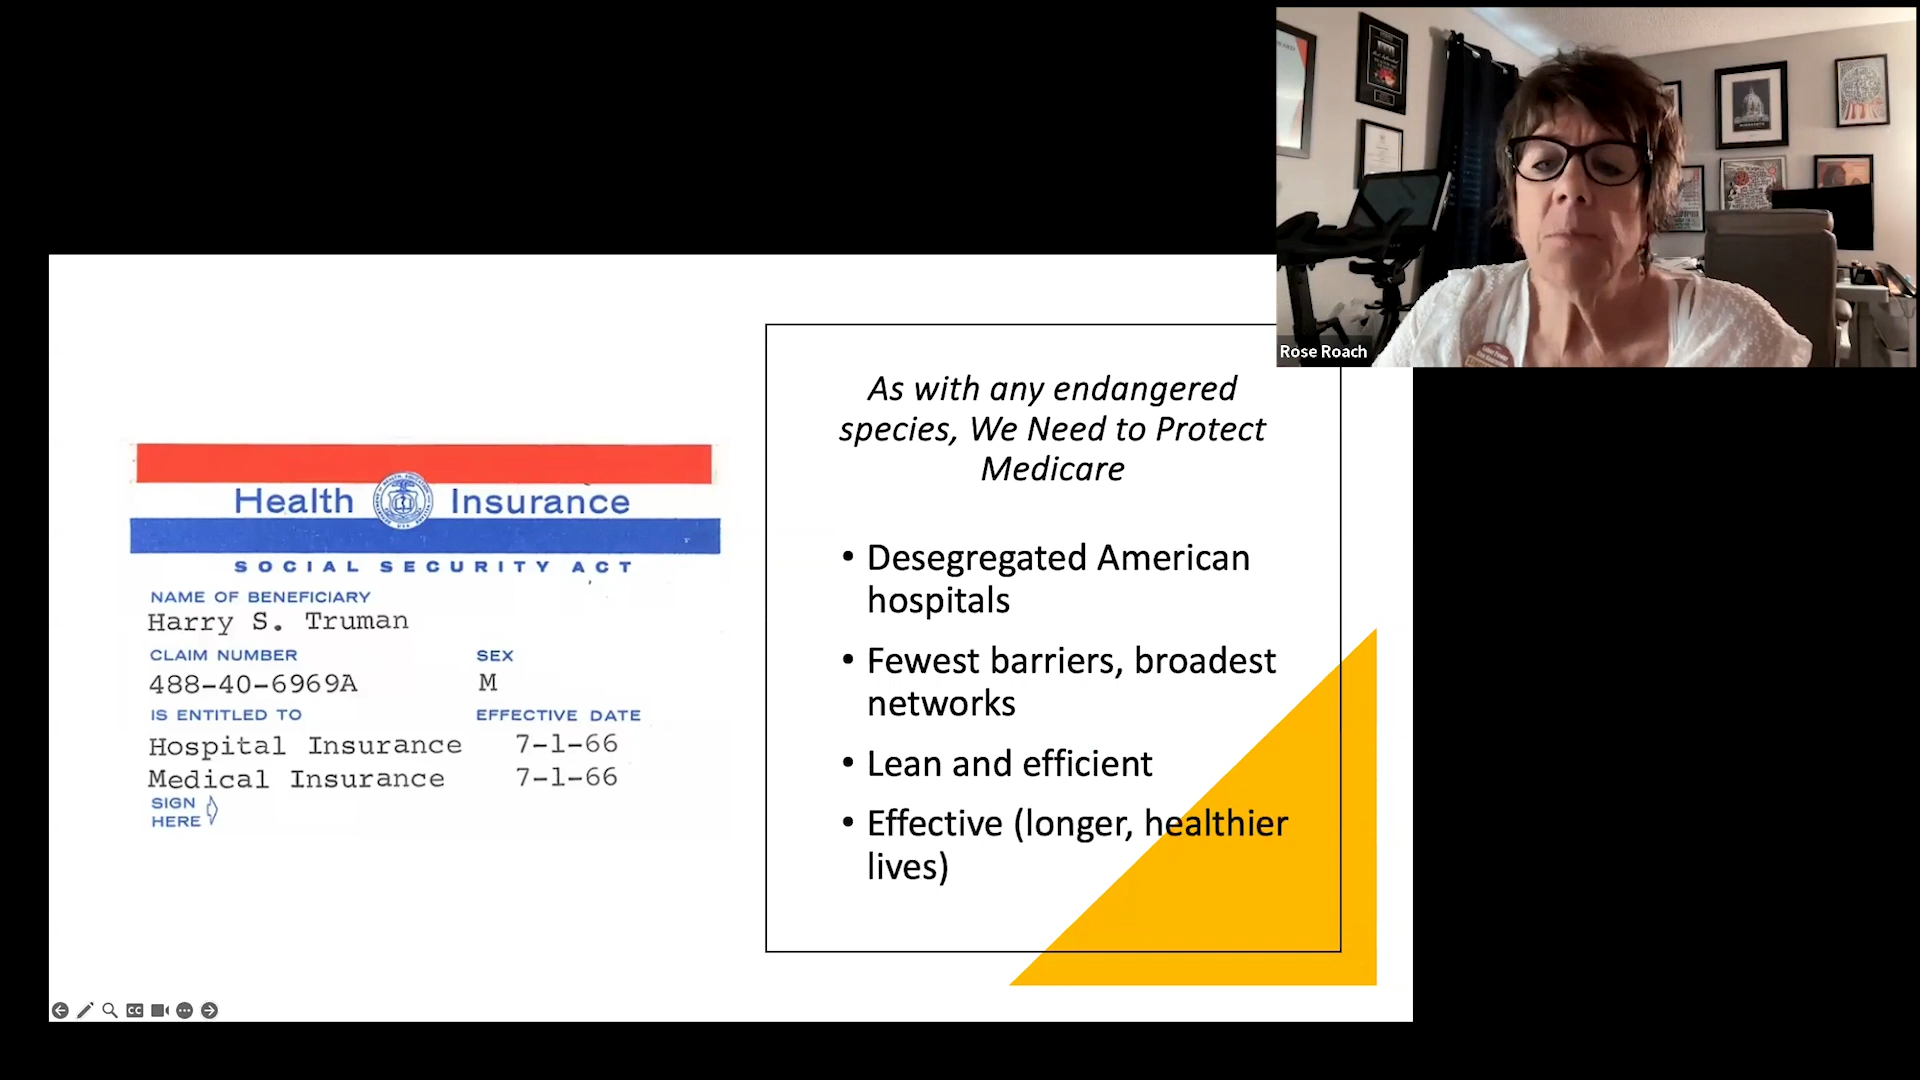 Rose Roach
As with any endangered
species, We Need to Protect
Medicare
• Desegregated American
hospitals
• Fewest barriers, broadest
networks
• Lean and efficient
• Effective (longer, healthier
lives)
Health Insurance
SOCIAL SECURITY ACT
NAME OF BENEFICIARY
Harry S. Truman
CLAIM NUMBER SEX
488-40-6969A M
IS ENTITLED TO EFFECTIVE DATE
Hospital Insurance 7-1-66
Medical Insurance 7-1-66
SIGN
HERE
CC